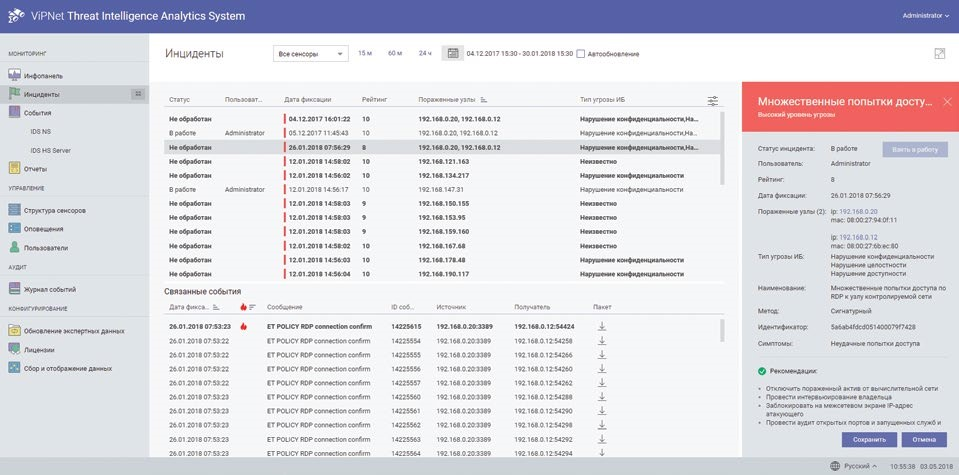 ViPNet Threat Intelligence Analytics System
Administrator
МОНИТОРИНГ
Инфопанель
Инциденты
События
IDS NS
IDS HS Server
Отчеты
УПРАВЛЕНИЕ
Структура сенсоров
Оповещения
Пользователи
АУДИТ
Журнал событий
КОНФИГУРИРОВАНИЕ
Обновление экспертных данных
Лицензии
Сбор и отображение данных
Инциденты
Все сенсоры 15 м 60 м 24 ч 04.12.2017 15:30 - 30.01.2018 15:30 Автообновление
Статус Пользоват... Дата фиксации Рейтинг Пораженные узлы Тип угрозы ИБ
Не обработан 04.12.2017 16:01:22 10 192.168.0.20, 192.168.0.12 Нарушение конфиденциальности,На...
В работе Administrator 05.12.2017 11:45:43 10 192.168.0.20, 192.168.0.12 Нарушение конфиденциальности,На...
Не обработан 26.01.2018 07:56:29 8 192.168.0.20, 192.168.0.12 Нарушение конфиденциальности,На...
Не обработан 12.01.2018 14:58:02 10 192.168.121.163 Неизвестно
Не обработан 12.01.2018 14:56:02 10 192.168.134.217 Нарушение конфиденциальности
В работе Administrator 12.01.2018 14:56:17 10 192.168.147.31 Нарушение конфиденциальности
Не обработан 12.01.2018 14:58:03 9 192.168.150.155 Неизвестно
Не обработан 12.01.2018 14:58:03 9 192.168.153.95 Неизвестно
Не обработан 12.01.2018 14:58:03 9 192.168.159.160 Неизвестно
Не обработан 12.01.2018 14:58:02 10 192.168.167.68 Неизвестно
Не обработан 12.01.2018 14:56:03 10 192.168.178.48 Нарушение конфиденциальности
Не обработан 12.01.2018 14:56:04 10 192.168.190.117 Нарушение конфиденциальности
Связанные события
Дата фикса... Сообщение ID соб... Источник Получатель Пакет
26.01.2018 07:53:23 ET POLICY RDP connection confirm 14225615 192.168.0.20:3389 192.168.0.12:54424
26.01.2018 07:53:22 ET POLICY RDP connection confirm 14225554 192.168.0.20:3389 192.168.0.12:54258
26.01.2018 07:53:22 ET POLICY RDP connection confirm 14225555 192.168.0.20:3389 192.168.0.12:54266
26.01.2018 07:53:22 ET POLICY RDP connection confirm 14225556 192.168.0.20:3389 192.168.0.12:54260
26.01.2018 07:53:22 ET POLICY RDP connection confirm 14225557 192.168.0.20:3389 192.168.0.12:54262
26.01.2018 07:53:23 ET POLICY RDP connection confirm 14225560 192.168.0.20:3389 192.168.0.12:54288
26.01.2018 07:53:23 ET POLICY RDP connection confirm 14225561 192.168.0.20:3389 192.168.0.12:54290
26.01.2018 07:53:23 ET POLICY RDP connection confirm 14225562 192.168.0.20:3389 192.168.0.12:54298
26.01.2018 07:53:23 ET POLICY RDP connection confirm 14225563 192.168.0.20:3389 192.168.0.12:54292
26.01.2018 07:53:23 ET POLICY RDP connection confirm 14225564 192.168.0.20:3389 192.168.0.12:54294
Множественные попытки досту...
Высокий уровень угрозы
Статус инцидента: В работе Взять в работу
Пользователь: Administrator
Рейтинг: 8
Дата фиксации: 26.01.2018 07:56:29
Пораженные узлы (2): ip: 192.168.0.20
mac: 08:00:27:94:0f:11
ip: 192.168.0.12
mac: 08:00:27:6b:ec:80
Тип угрозы ИБ: Нарушение конфиденциальности
Нарушение целостности
Нарушение доступности
Наименование: Множественные попытки доступа по
RDP к узлу контролируемой сети
Метод: Сигнатурный
Идентификатор: 5a6ab4fdcd051400079f7428
Симптомы: Неудачные попытки доступа
Рекомендации:
• Отключить пораженный актив от вычислительной сети
• Провести интервьюирование владельца
• Заблокировать на межсетевом экране IP-адрес
атакующего
• Провести аудит открытых портов и запущенных служб и
Сохранить Отмена
Русский 10:55:38 03.05.2018